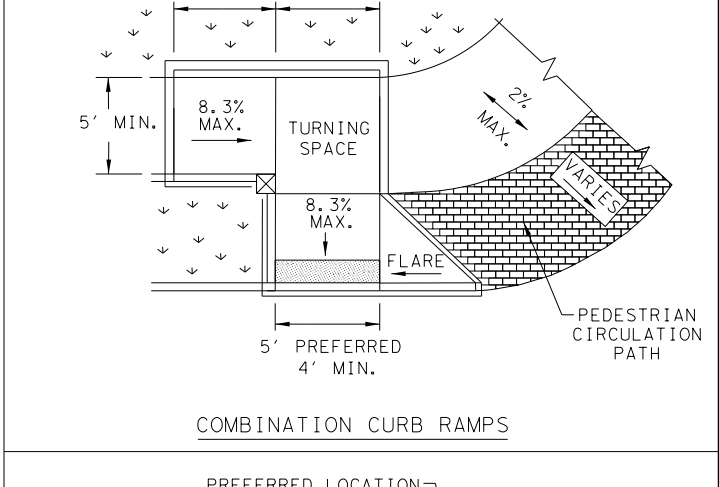 8.3%
MAX.
5' MIN.
TURNING
SPACE
2%
MAX.
VARIES
8.3%
MAX.
FLARE
PEDESTRIAN
CIRCULATION
PATH
5' PREFERRED
4' MIN.
COMBINATION CURB RAMPS
PREFERRED LOCATION